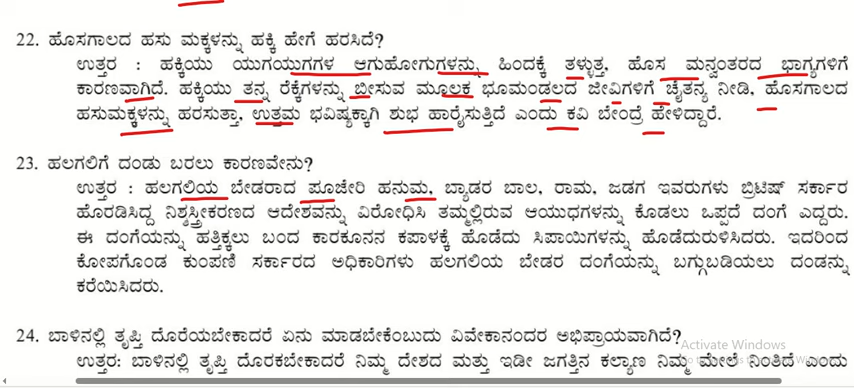 22. ಹೊಸಗಾಲದ ಹಸು ಮಕ್ಕಳನ್ನು ಹಕ್ಕಿ ಹೇಗೆ ಹರಸಿದೆ?
ಉತ್ತರ : ಹಕ್ಕಿಯು ಯುಗಯುಗಗಳ ಆಗುಹೋಗುಗಳನ್ನು ಹಿಂದಕ್ಕೆ ತಳ್ಳುತ್ತ, ಹೊಸ ಮನ್ವಂತರದ ಭಾಗ್ಯಗಳಿಗೆ
ಕಾರಣವಾಗಿದೆ. ಹಕ್ಕಿಯು ತನ್ನ ರೆಕ್ಕೆಗಳನ್ನು ಬೀಸುವ ಮೂಲಕ ಭೂಮಂಡಲದ ಜೀವಿಗಳಿಗೆ ಚೈತನ್ಯ ನೀಡಿ, ಹೊಸಗಾಲದ
ಹಸುಮಕ್ಕಳನ್ನು ಹರಸುತ್ತಾ, ಉತ್ತಮ ಭವಿಷ್ಯಕ್ಕಾಗಿ ಶುಭ ಹಾರೈಸುತ್ತಿದೆ ಎಂದು ಕವಿ ಬೇಂದ್ರೆ ಹೇಳಿದ್ದಾರೆ.
23. ಹಲಗಲಿಗೆ ದಂಡು ಬರಲು ಕಾರಣವೇನು?
ಉತ್ತರ : ಹಲಗಲಿಯ ಬೇಡರಾದ ಪೂಜೇರಿ ಹನುಮ, ಬ್ಯಾಡರ ಬಾಲ, ರಾಮ, ಜಡಗ ಇವರುಗಳು ಬ್ರಿಟಿಷ್ ಸರ್ಕಾರ
ಹೊರಡಿಸಿದ್ದ ನಿಶ್ಶಸ್ತ್ರೀಕರಣದ ಆದೇಶವನ್ನು ವಿರೋಧಿಸಿ ತಮ್ಮಲ್ಲಿರುವ ಆಯುಧಗಳನ್ನು ಕೊಡಲು ಒಪ್ಪದೆ ದಂಗೆ ಎದ್ದರು.
ಈ ದಂಗೆಯನ್ನು ಹತ್ತಿಕ್ಕಲು ಬಂದ ಕಾರಕೂನನ ಕಪಾಳಕ್ಕೆ ಹೊಡೆದು ಸಿಪಾಯಿಗಳನ್ನು ಹೊಡೆದುರುಳಿಸಿದರು. ಇದರಿಂದ
ಕೋಪಗೊಂಡ ಕುಂಪಣಿ ಸರ್ಕಾರದ ಅಧಿಕಾರಿಗಳು ಹಲಗಲಿಯ ಬೇಡರ ದಂಗೆಯನ್ನು ಬಗ್ಗುಬಡಿಯಲು ದಂಡನ್ನು
ಕರೆಯಿಸಿದರು.
24. ಬಾಳಿನಲ್ಲಿ ತೃಪ್ತಿ ದೊರೆಯಬೇಕಾದರೆ ಏನು ಮಾಡಬೇಕೆಂಬುದು ವಿವೇಕಾನಂದರ ಅಭಿಪ್ರಾಯವಾಗಿದೆ?
Activate Windows
ಉತ್ತರ: ಬಾಳಿನಲ್ಲಿ ತೃಪ್ತಿ ದೊರಕಬೇಕಾದರೆ ನಿಮ್ಮ ದೇಶದ ಮತ್ತು ಇಡೀ ಜಗತ್ತಿನ ಕಲ್ಯಾಣ ನಿಮ್ಮ ಮೇಲೆ ನಿಂತಿದೆ ಎಂದು